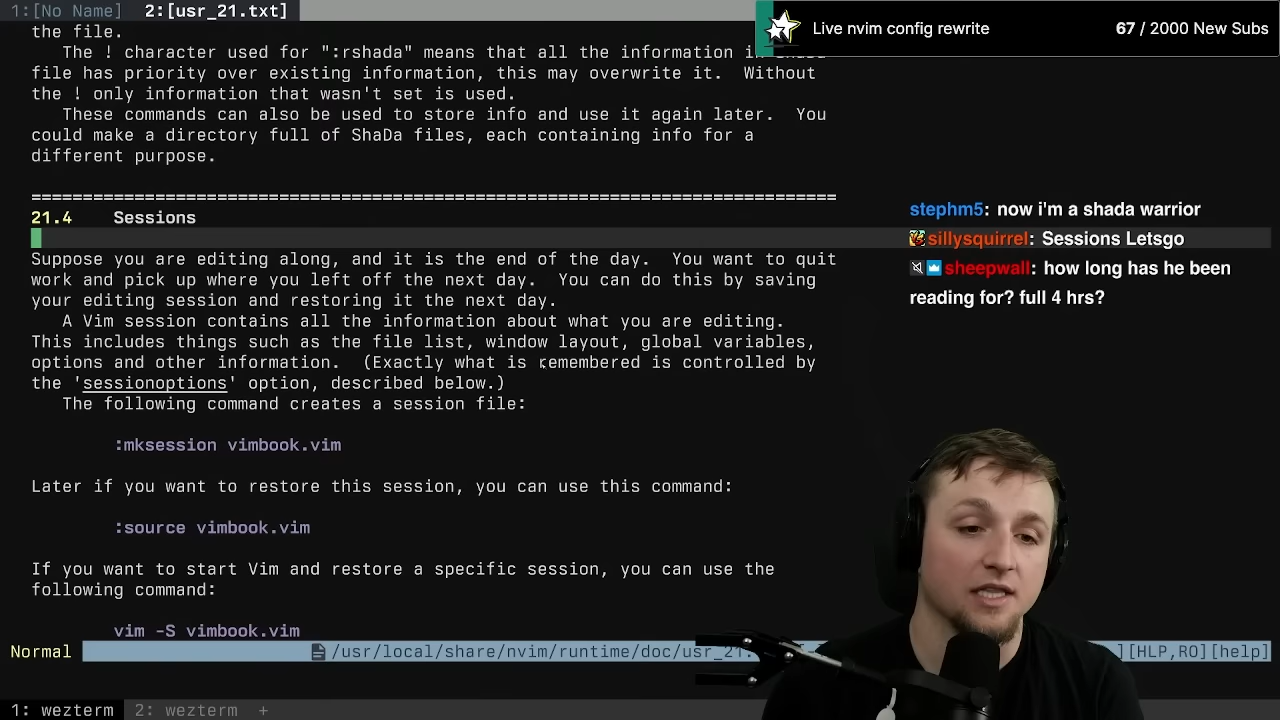 1:[No Name]  2:[usr_21.txt]
Live nvim config rewrite
67 / 2000 New Subs
the file.
The ! character used for ":rshada" means that all the information in
file has priority over existing information, this may overwrite it.  Without
the ! only information that wasn't set is used.
These commands can also be used to store info and use it again later.  You
could make a directory full of ShaDa files, each containing info for a
different purpose.
==============================================================================
21.4    Sessions
Suppose you are editing along, and it is the end of the day.  You want to quit
work and pick up where you left off the next day.  You can do this by saving
your editing session and restoring it the next day.
A Vim session contains all the information about what you are editing.
This includes things such as the file list, window layout, global variables,
options and other information.  (Exactly what is remembered is controlled by
the 'sessionoptions' option, described below.)
The following command creates a session file:
:mksession vimbook.vim
Later if you want to restore this session, you can use this command:
:source vimbook.vim
If you want to start Vim and restore a specific session, you can use the
following command:
vim -S vimbook.vim
stephm5: now i'm a shada warrior
sillysquirrel: Sessions Letsgo
sheepwall: how long has he been
reading for? full 4 hrs?
Normal
/usr/local/share/nvim/runtime/doc/usr_21.
][HLP,RO][help]
1: wezterm  2: wezterm  +